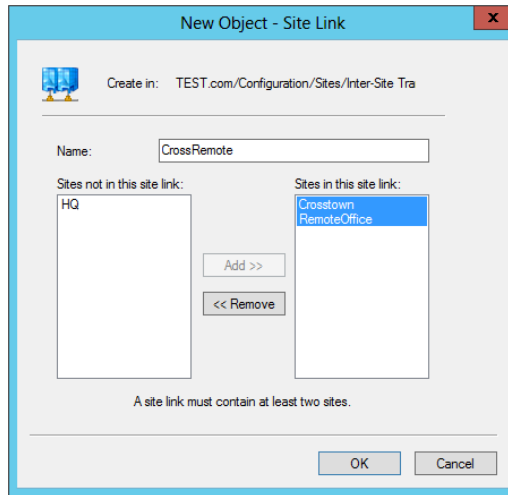 New Object - Site Link
x
Create in: TEST.com/Configuration/Sites/Inter-Site Tra
Name: CrossRemote
Sites not in this site link: Sites in this site link:
HQ Crosstown
RemoteOffice
Add >>
<< Remove
A site link must contain at least two sites.
OK Cancel